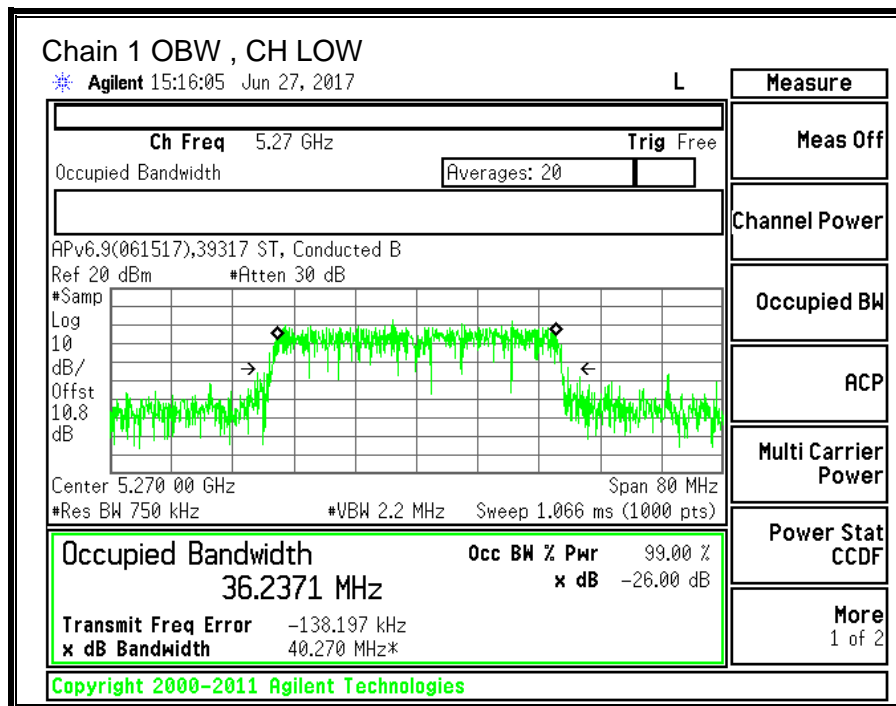 Chain 1 OBW , CH LOW
Agilent 15:16:05 Jun 27, 2017 L
Measure
Ch Freq 5.27 GHz Trig Free
Occupied Bandwidth Averages: 20
APv6.9(061517),39317 ST, Conducted B
Ref 20 dBm #Atten 30 dB
#Samp
Log
10
dB/
Offst
10.8
dB
Center 5.270 00 GHz Span 80 MHz
#Res BW 750 kHz #VBW 2.2 MHz Sweep 1.066 ms (1000 pts)
Occupied Bandwidth Occ BW % Pwr 99.00 %
36.2371 MHz x dB -26.00 dB
Transmit Freq Error -138.197 kHz
x dB Bandwidth 40.270 MHz*
Meas Off
Channel Power
Occupied BW
ACP
Multi Carrier
Power
Power Stat
CCDF
More
1 of 2
Copyright 2000-2011 Agilent Technologies